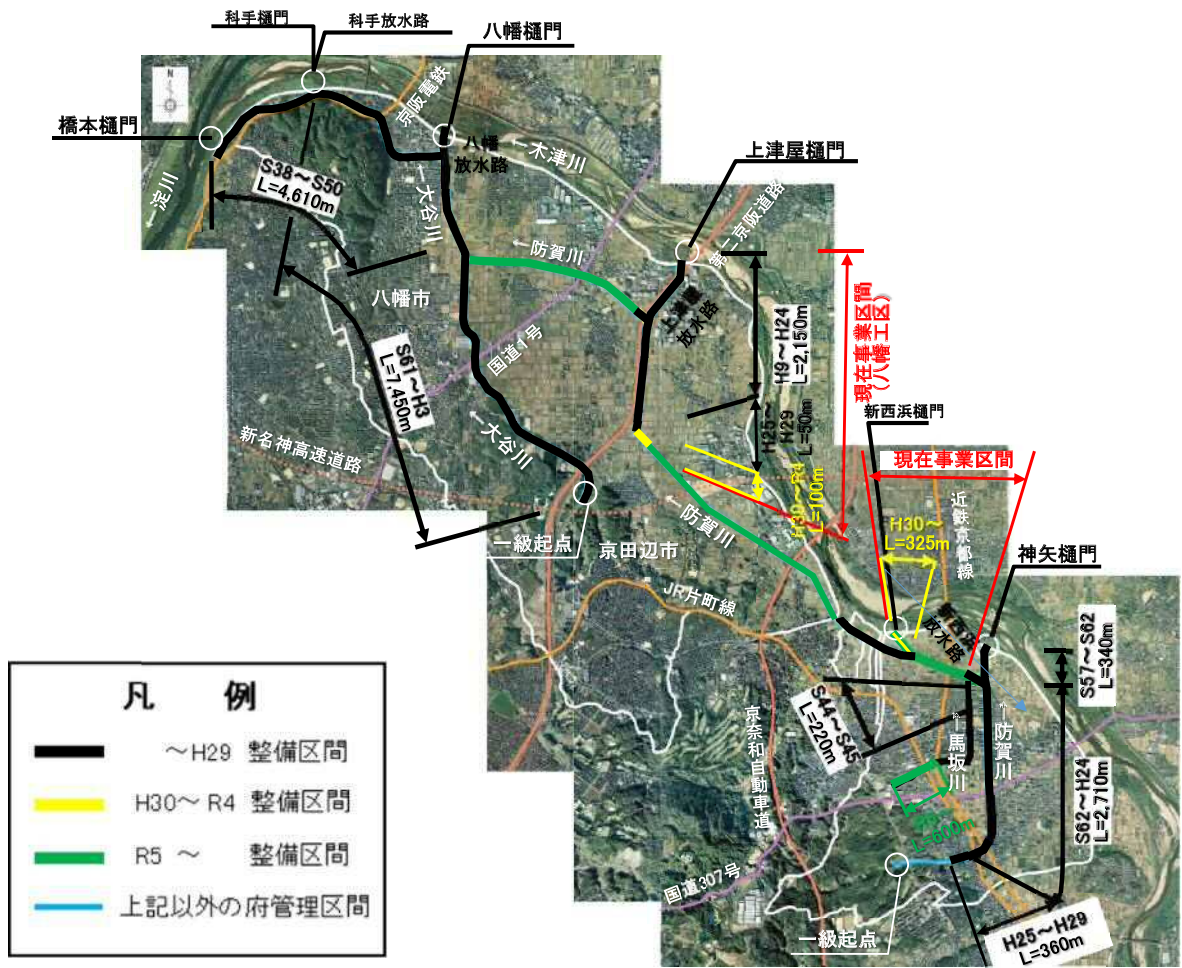 科手樋門
科手放水路
八幡樋門
橋本樋門
N
京阪電鉄
八幡
放水路
←木津川
上津屋樋門
←淀川
S38～S50
L=4,610m
←大谷川
第二京阪道路
←防賀川
八幡市
上津屋
放水路
国道1号
H9～H24
L=2,150m
現在事業区間
（八幡工区）
S61～H3
L=7,450m
H25～
H29
L=50m
新西浜樋門
←大谷川
新名神高速道路
H30～R4
L=100m
現在事業区間
←防賀川
H30～
L=325m
近鉄京都線
一級起点
京田辺市
神矢樋門
JR片町線
新西浜
放水路
S57～S62
L=340m
S44～S45
L=220m
←馬坂川
←防賀川
京奈和自動車道
L=600m
S62～H24
L=2,710m
国道307号
一級起点
H25～H29
L=360m
凡　例
～H29 整備区間
H30～ R4 整備区間
R5 ～ 整備区間
上記以外の府管理区間